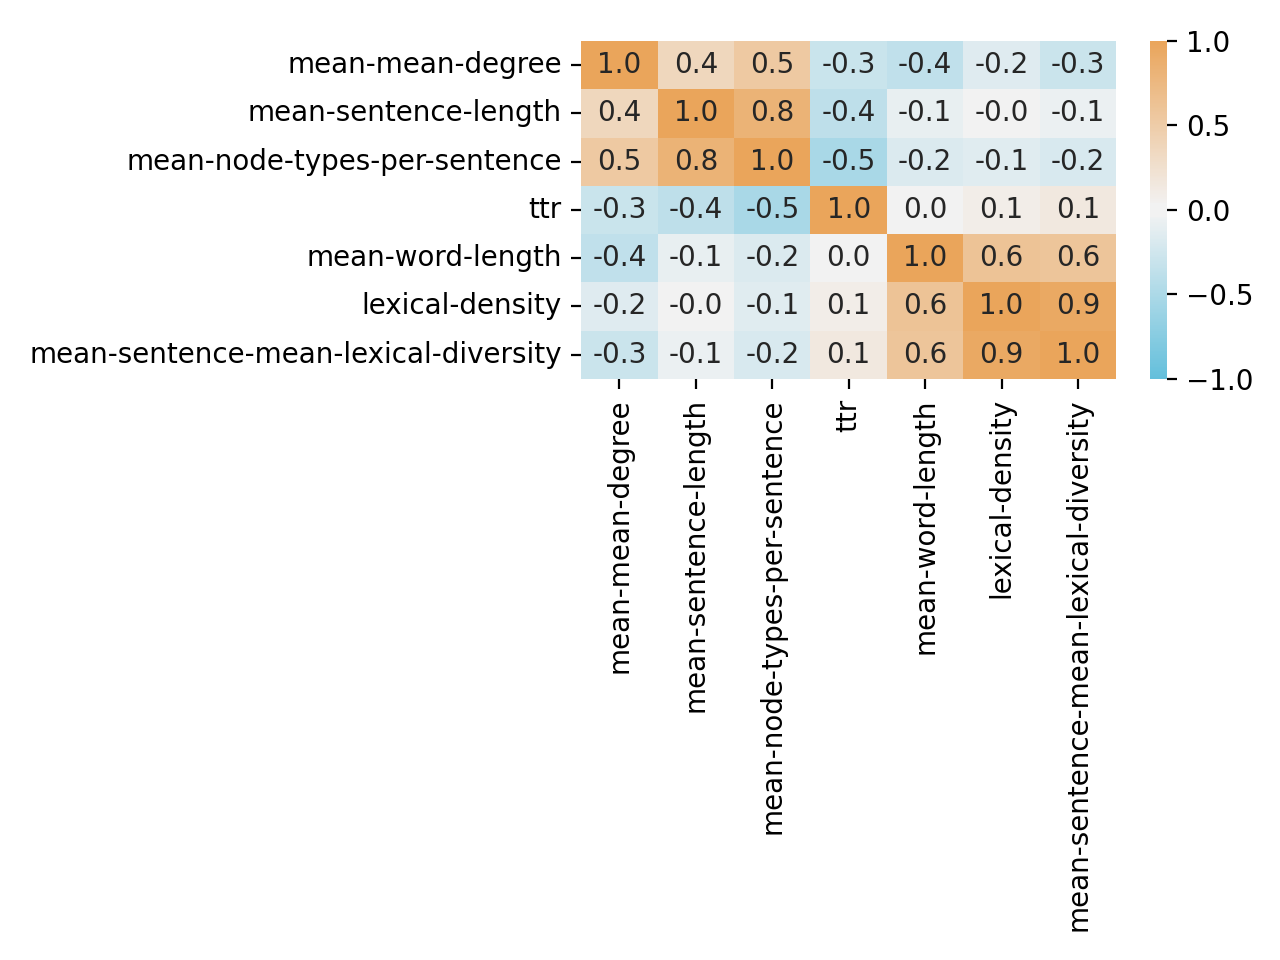 mean-mean-degree 1.0 0.4 0.5 -0.3 -0.4 -0.2 -0.3
mean-sentence-length 0.4 1.0 0.8 -0.4 -0.1 -0.0 -0.1
mean-node-types-per-sentence 0.5 0.8 1.0 -0.5 -0.2 -0.1 -0.2
ttr -0.3 -0.4 -0.5 1.0 0.0 0.1 0.1
mean-word-length -0.4 -0.1 -0.2 0.0 1.0 0.6 0.6
lexical-density -0.2 -0.0 -0.1 0.1 0.6 1.0 0.9
mean-sentence-mean-lexical-diversity -0.3 -0.1 -0.2 0.1 0.6 0.9 1.0
mean-mean-degree
mean-sentence-length
mean-node-types-per-sentence
ttr
mean-word-length
lexical-density
mean-sentence-mean-lexical-diversity
1.0
0.5
0.0
−0.5
−1.0